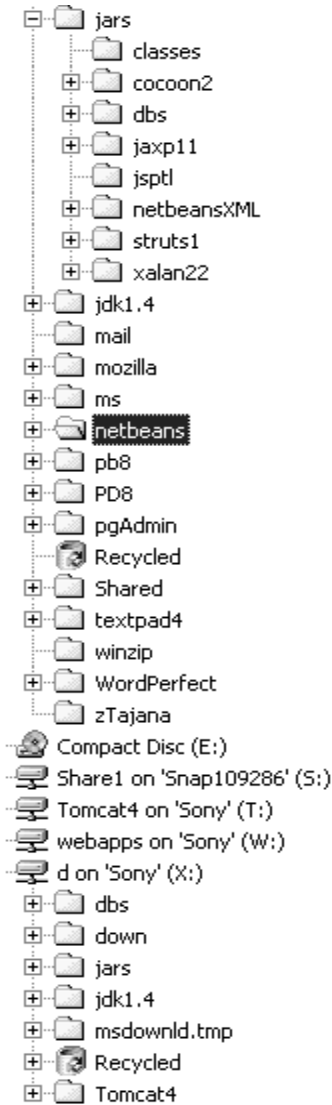 jars
classes
cocoon2
dbs
jaxp11
jsptl
netbeansXML
struts1
xalan22
jdk1.4
mail
mozilla
ms
netbeans
pb8
PD8
pgAdmin
Recycled
Shared
textpad4
winzip
WordPerfect
zTajana
Compact Disc (E:)
Share1 on 'Snap109286' (S:)
Tomcat4 on 'Sony' (T:)
webapps on 'Sony' (W:)
d on 'Sony' (X:)
dbs
down
jars
jdk1.4
msdownld.tmp
Recycled
Tomcat4